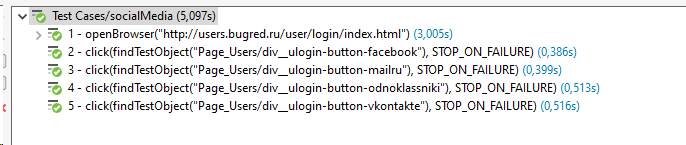 Test Cases/socialMedia (5,097s)
1 - openBrowser("http://users.bugred.ru/user/login/index.html") (3,005s)
2 - click(findTestObject("Page_Users/div__ulogin-button-facebook"), STOP_ON_FAILURE) (0,386s)
3 - click(findTestObject("Page_Users/div__ulogin-button-mailru"), STOP_ON_FAILURE) (0,399s)
4 - click(findTestObject("Page_Users/div__ulogin-button-odnoklassniki"), STOP_ON_FAILURE) (0,513s)
5 - click(findTestObject("Page_Users/div__ulogin-button-vkontakte"), STOP_ON_FAILURE) (0,516s)